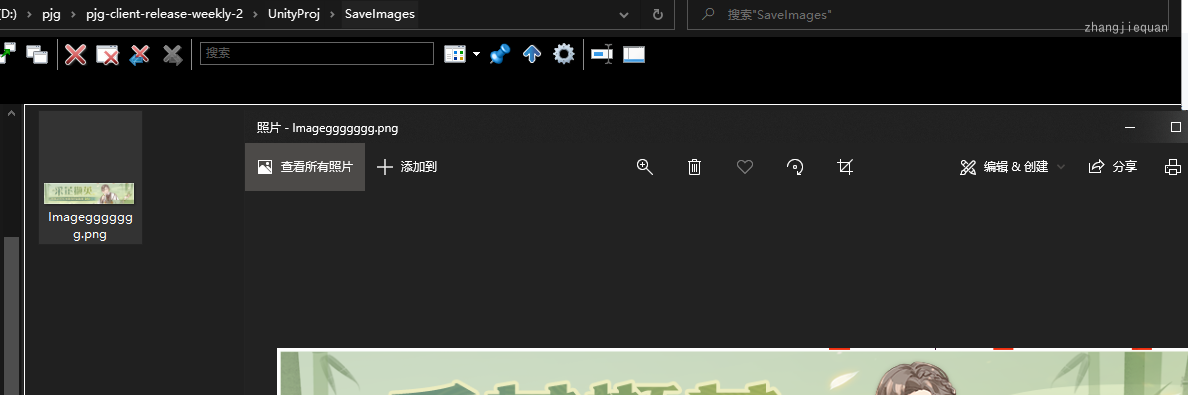 D:) › pjg › pjg-client-release-weekly-2 › UnityProj › SaveImages
搜索"SaveImages"
zhangjiequan
搜索
照片 - Imageggggggg.png
查看所有照片
添加到
编辑 & 创建
分享
Imagegggggg
g.png